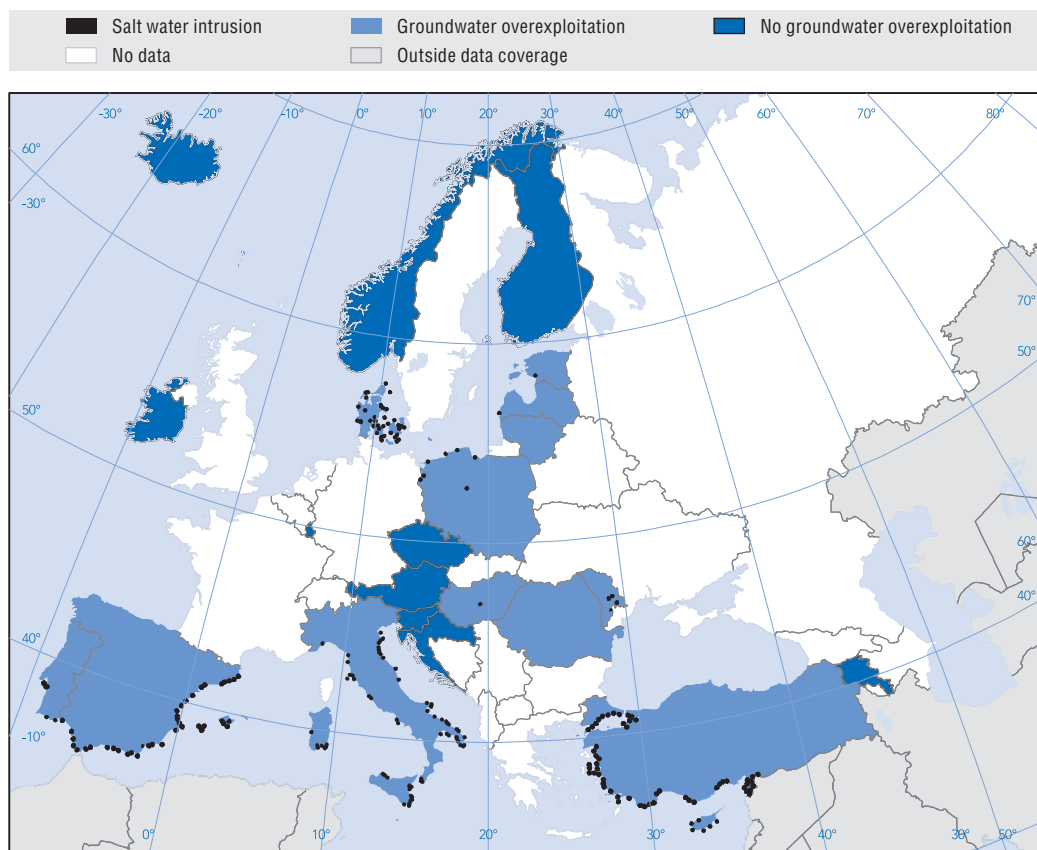 Salt water intrusion Groundwater overexploitation No groundwater overexploitation
No data Outside data coverage
-30° -20° -10° 0° 10° 20° 30° 40° 50° 60° 70° 80°
60°
-30°
70°
50°
50°
60°
40°
40°
-10°
0° 10° 20° 30° 40° 30° 50°